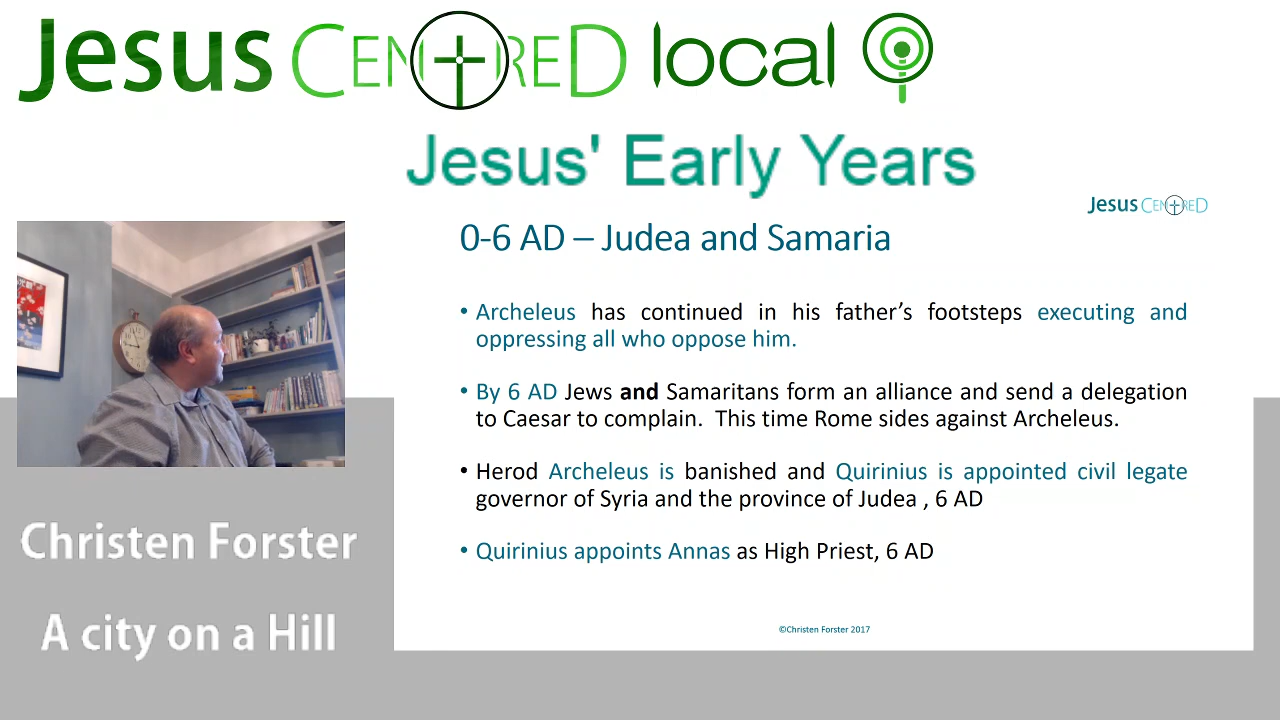 Jesus CENTRED local
Jesus' Early Years
Jesus CENTRED
0-6 AD – Judea and Samaria
• Archeleus has continued in his father’s footsteps executing and
oppressing all who oppose him.
• By 6 AD Jews and Samaritans form an alliance and send a delegation
to Caesar to complain.  This time Rome sides against Archeleus.
• Herod Archeleus is banished and Quirinius is appointed civil legate
governor of Syria and the province of Judea , 6 AD
• Quirinius appoints Annas as High Priest, 6 AD
©Christen Forster 2017
Christen Forster
A city on a Hill